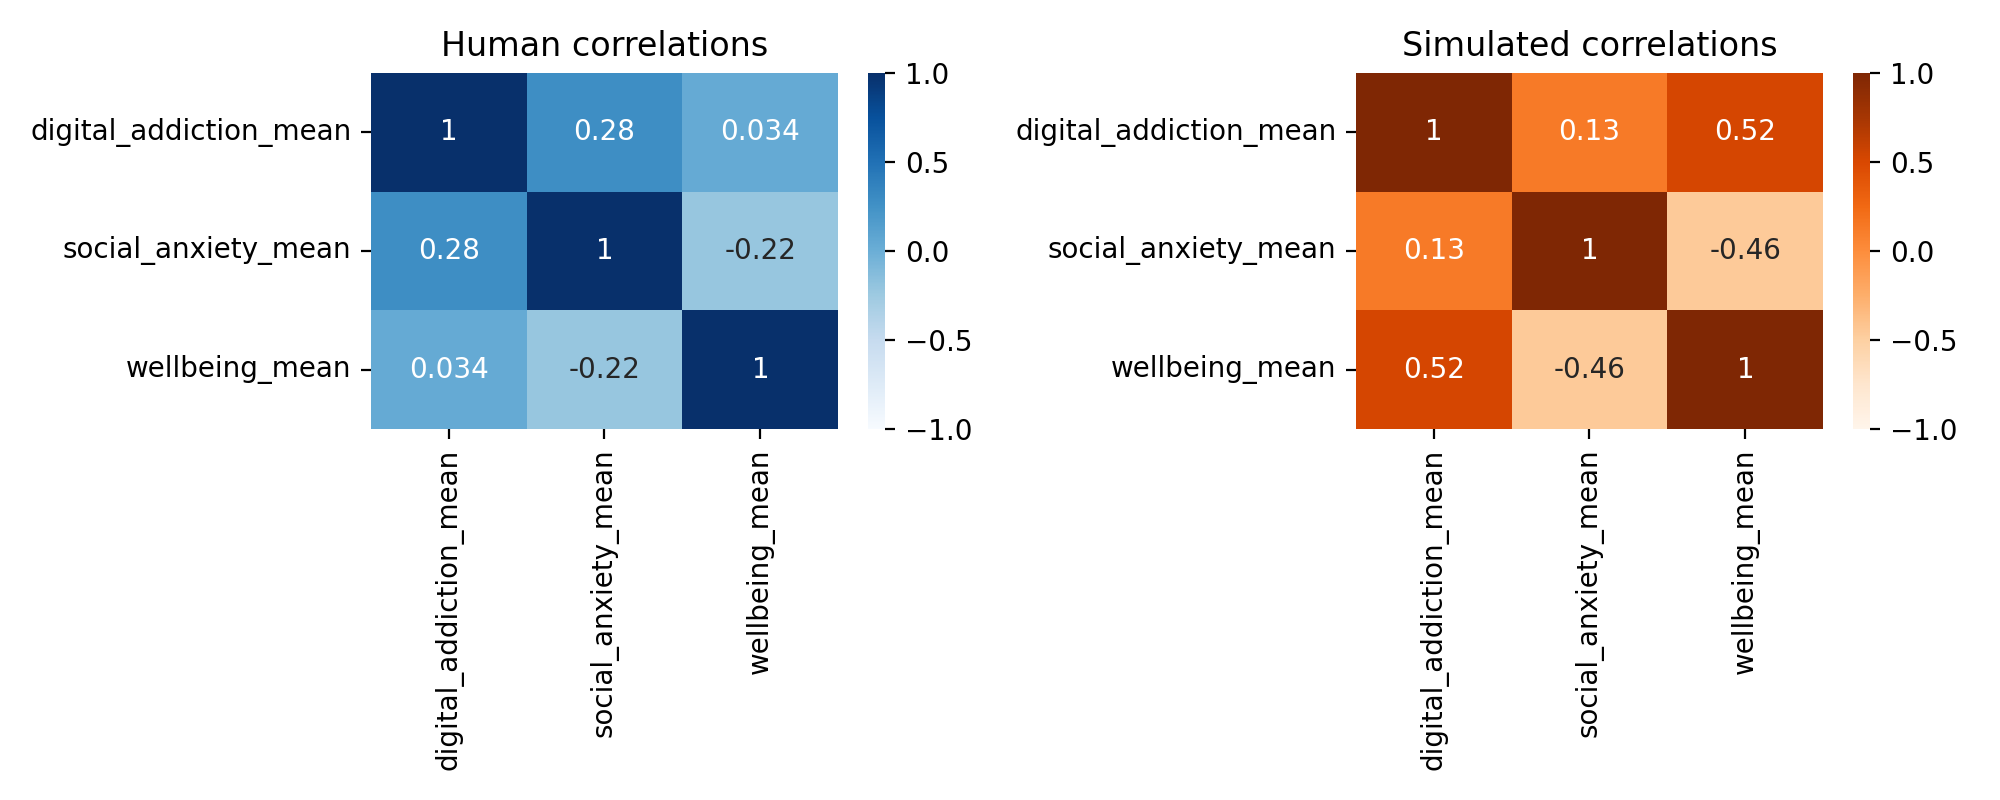 Human correlations
digital_addiction_mean 1 0.28 0.034
social_anxiety_mean 0.28 1 -0.22
wellbeing_mean 0.034 -0.22 1
digital_addiction_mean
social_anxiety_mean
wellbeing_mean
1.0
0.5
0.0
−0.5
−1.0
Simulated correlations
digital_addiction_mean 1 0.13 0.52
social_anxiety_mean 0.13 1 -0.46
wellbeing_mean 0.52 -0.46 1
digital_addiction_mean
social_anxiety_mean
wellbeing_mean
1.0
0.5
0.0
−0.5
−1.0